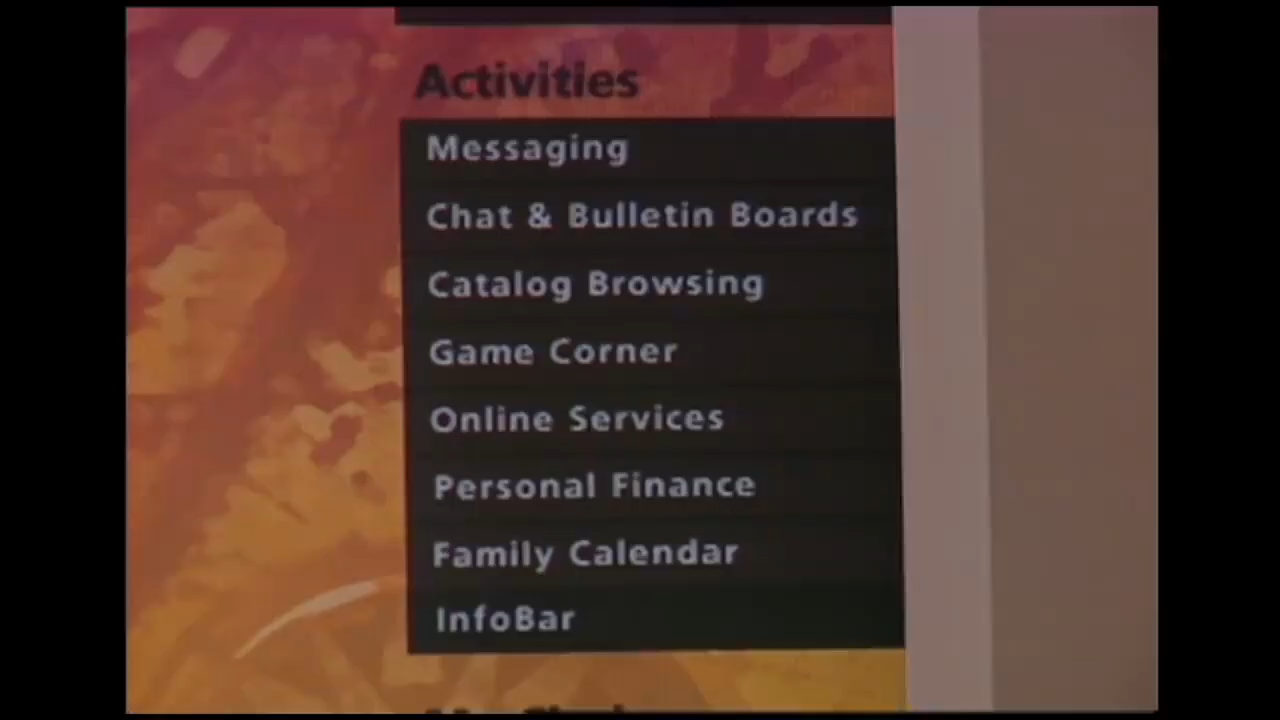 Activities
Messaging
Chat & Bulletin Boards
Catalog Browsing
Game Corner
Online Services
Personal Finance
Family Calendar
InfoBar